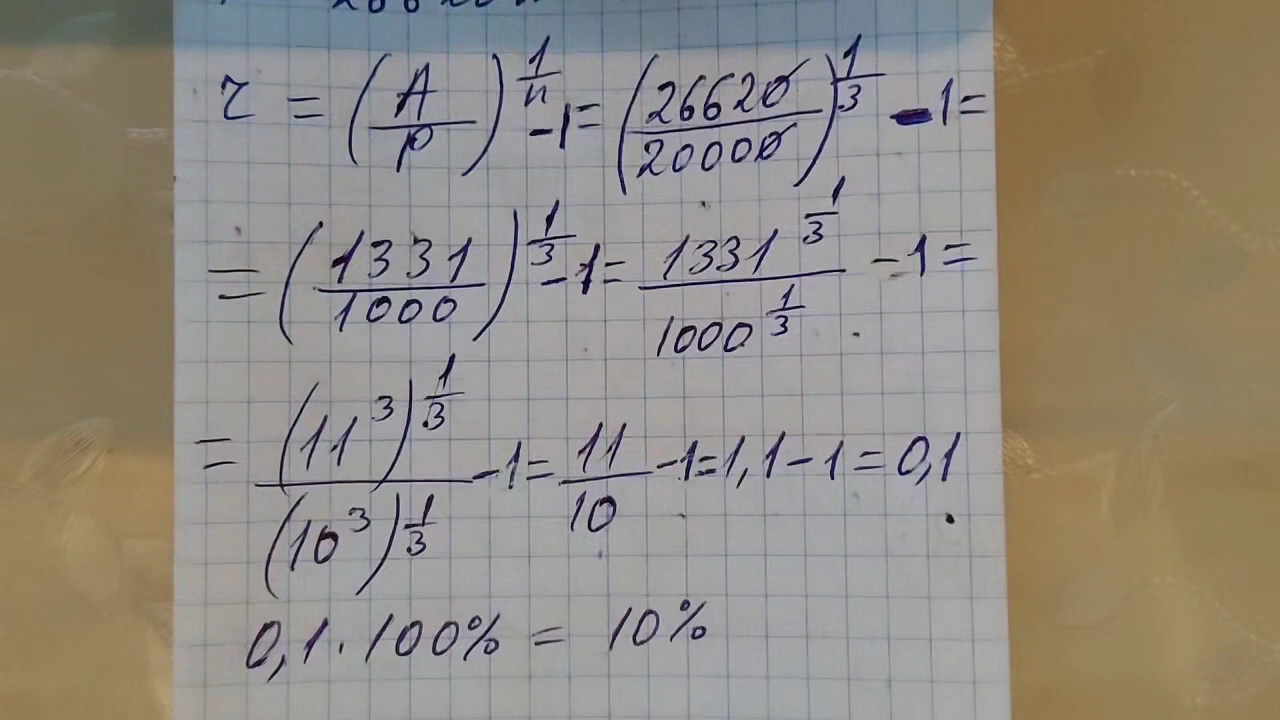 r = (A/p)^(1/n) - 1 = (26620/20000)^(1/3) - 1 =
= (1331/1000)^(1/3) - 1 = 1331^(1/3)/1000^(1/3) - 1 =
= (11^3)^(1/3)/(10^3)^(1/3) - 1 = 11/10 - 1 = 1,1 - 1 = 0,1
0,1 · 100% = 10%